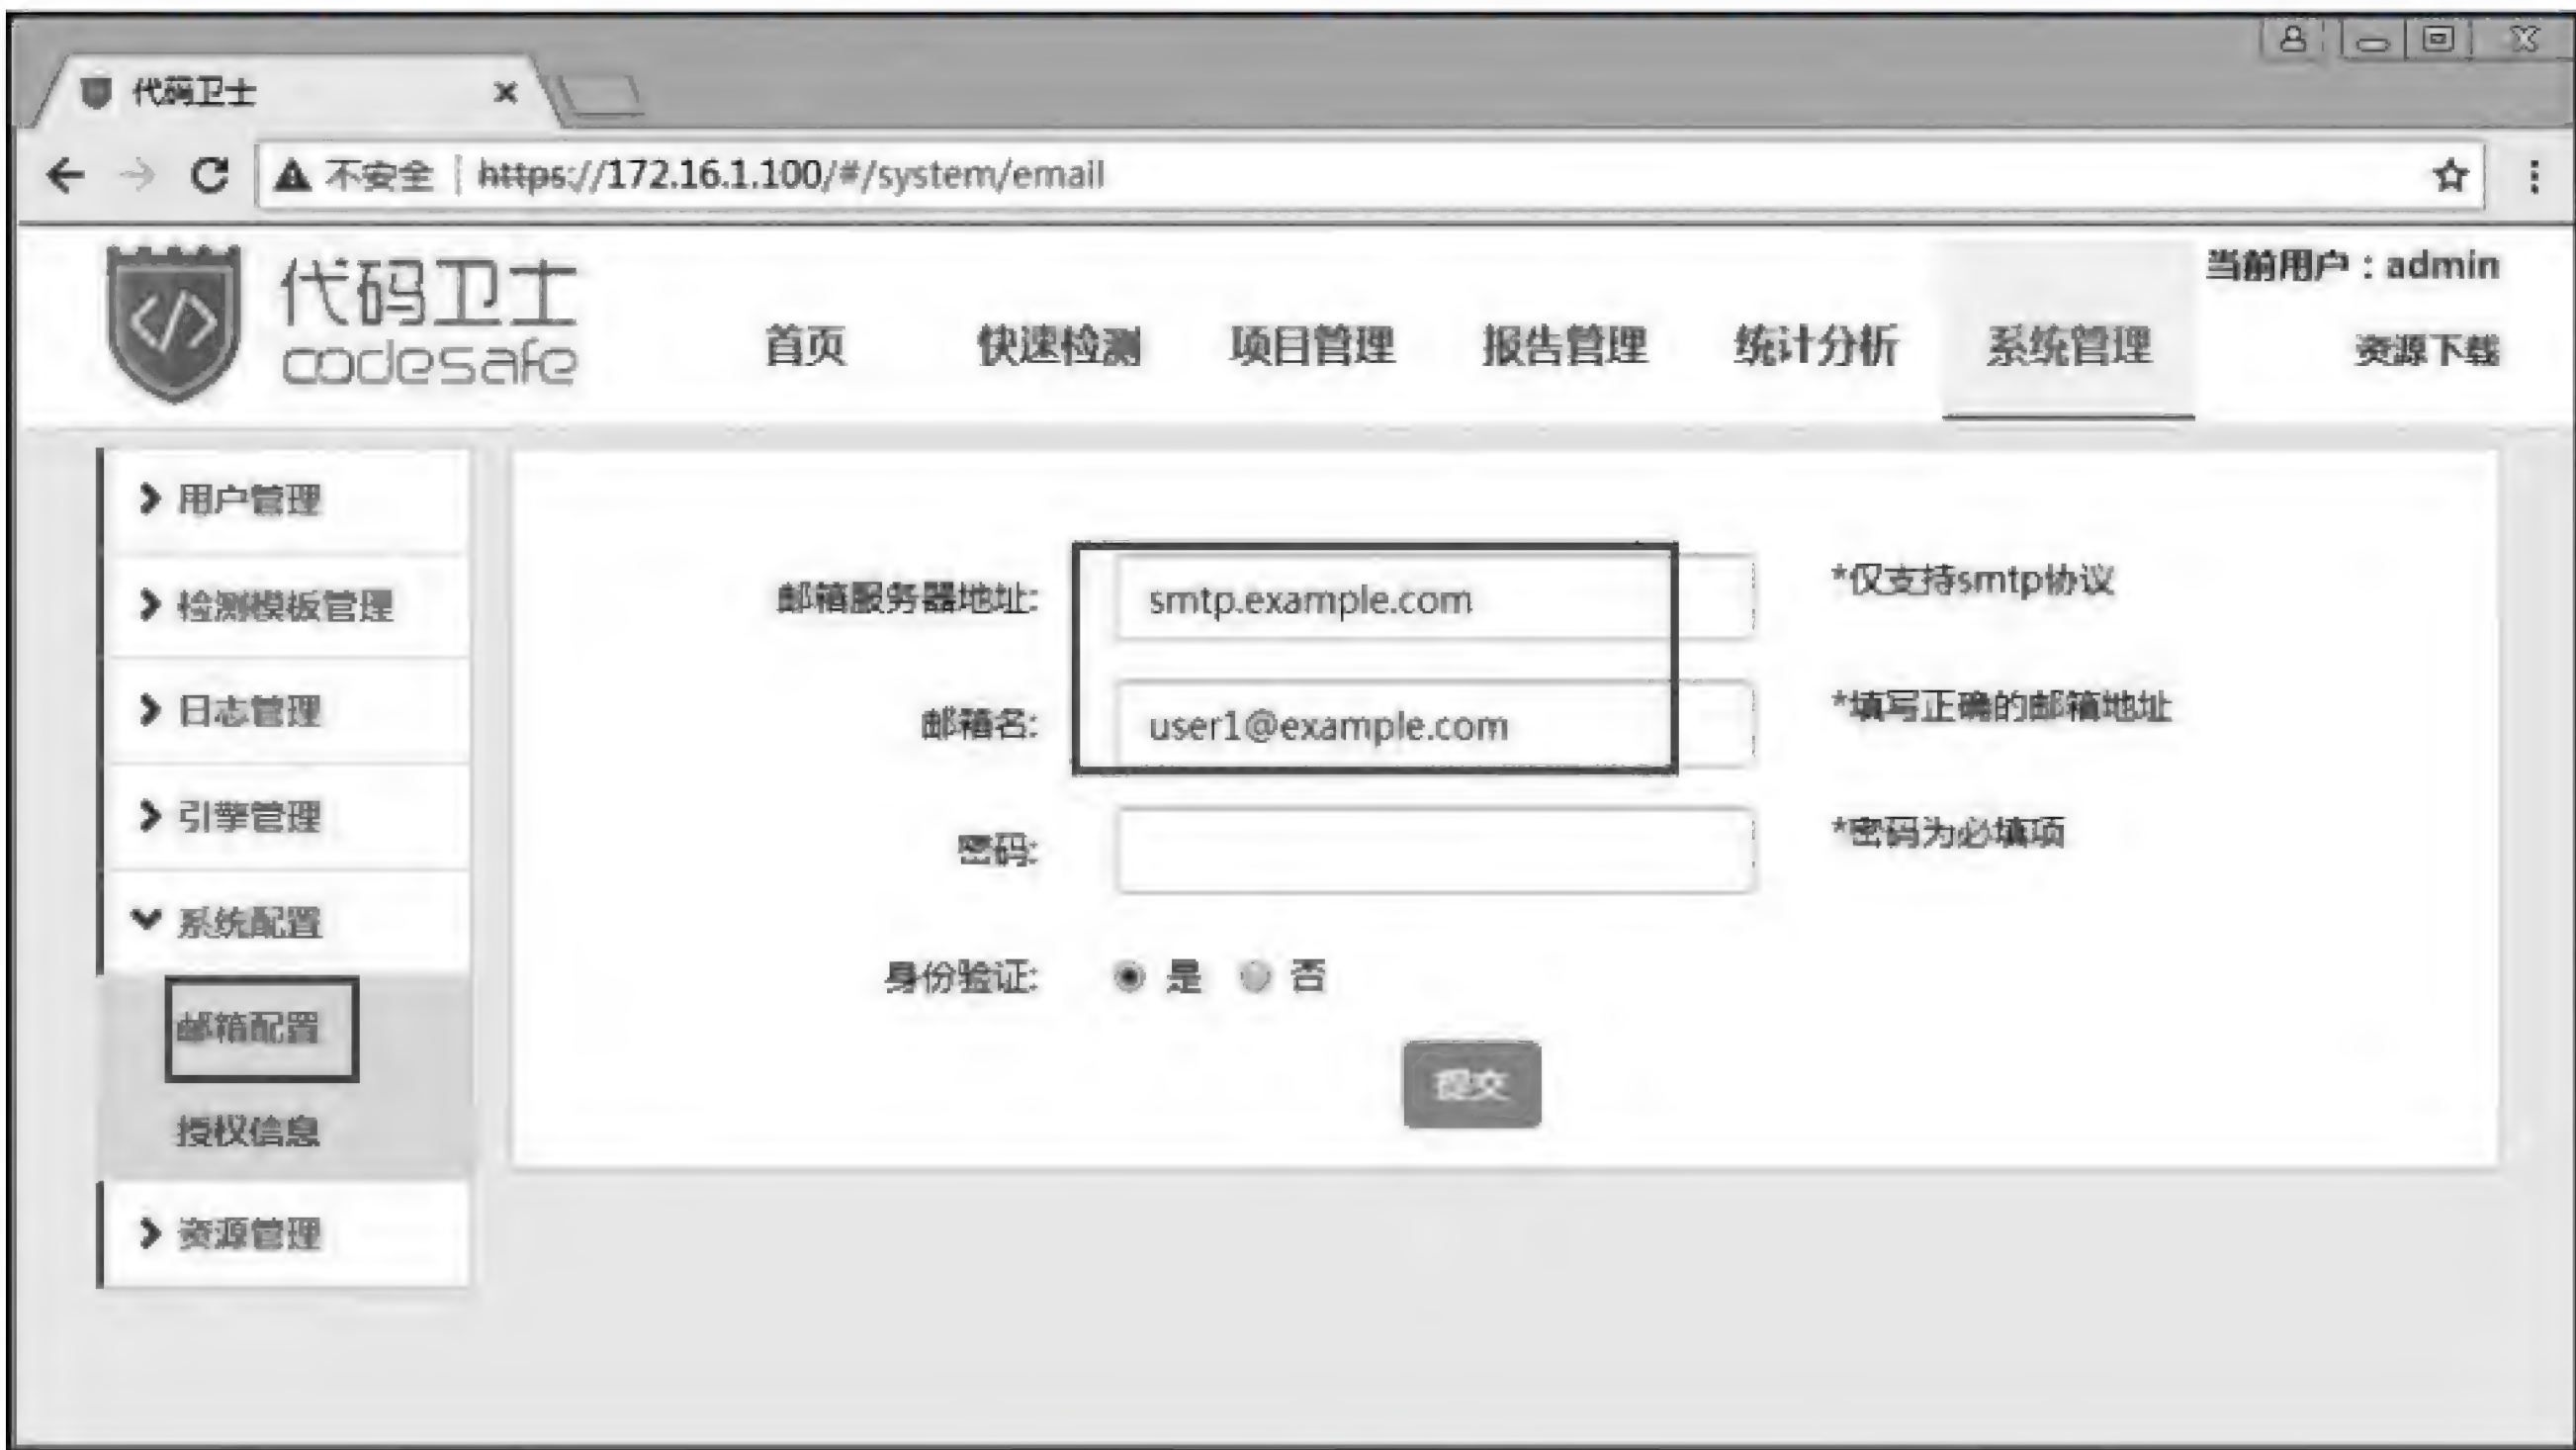 代码卫士
不安全 | https://172.16.1.100/#/system/email
代码卫士
codesafe
首页
快速检测
项目管理
报告管理
统计分析
系统管理
当前用户：admin
资源下载
用户管理
检测模板管理
日志管理
引擎管理
系统配置
邮箱配置
授权信息
资源管理
邮箱服务器地址: smtp.example.com *仅支持smtp协议
邮箱名: user1@example.com *填写正确的邮箱地址
密码: *密码为必填项
身份验证: 是 否
提交